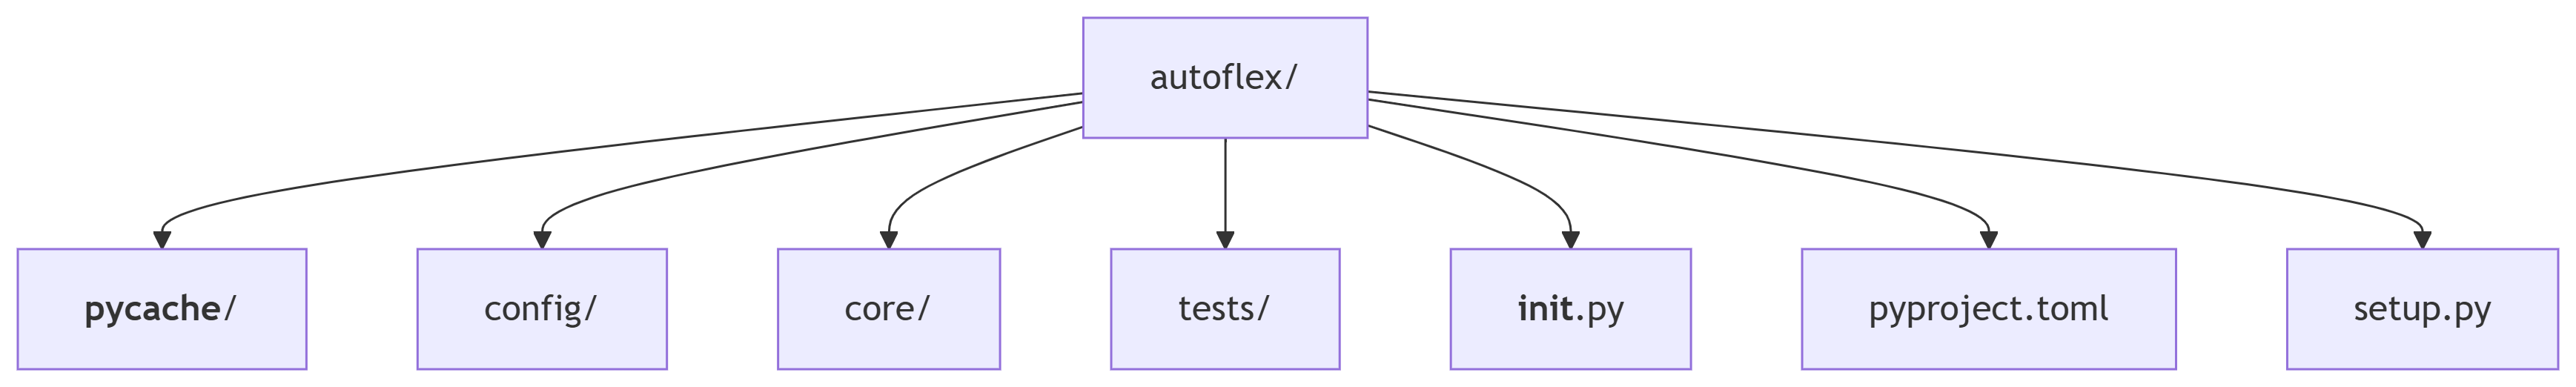 autoflex/
pycache/
config/
core/
tests/
init.py
pyproject.toml
setup.py